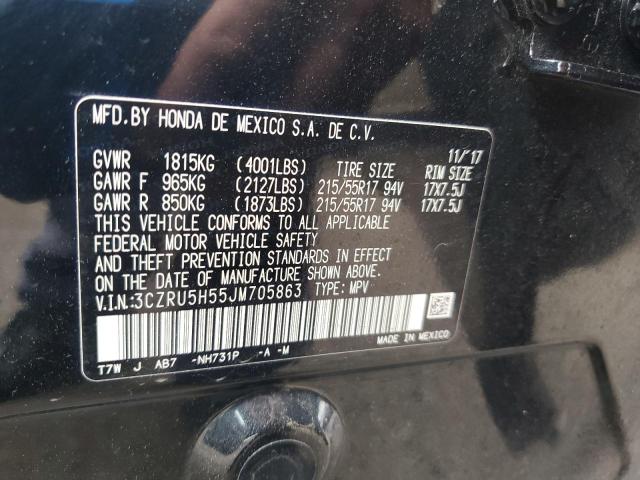 MFD.BY HONDA DE MEXICO S.A. DE C.V.
11/'17
GVWR 1815KG (4001LBS) TIRE SIZE RIM SIZE
GAWR F 965KG (2127LBS) 215/55R17 94V 17X7.5J
GAWR R 850KG (1873LBS) 215/55R17 94V 17X7.5J
THIS VEHICLE CONFORMS TO ALL APPLICABLE
FEDERAL MOTOR VEHICLE SAFETY
AND THEFT PREVENTION STANDARDS IN EFFECT
ON THE DATE OF MANUFACTURE SHOWN ABOVE.
V.I.N:3CZRU5H55JM705863 TYPE: MPV
T7W J AB7 -NH731P -A -M
MADE IN MEXICO